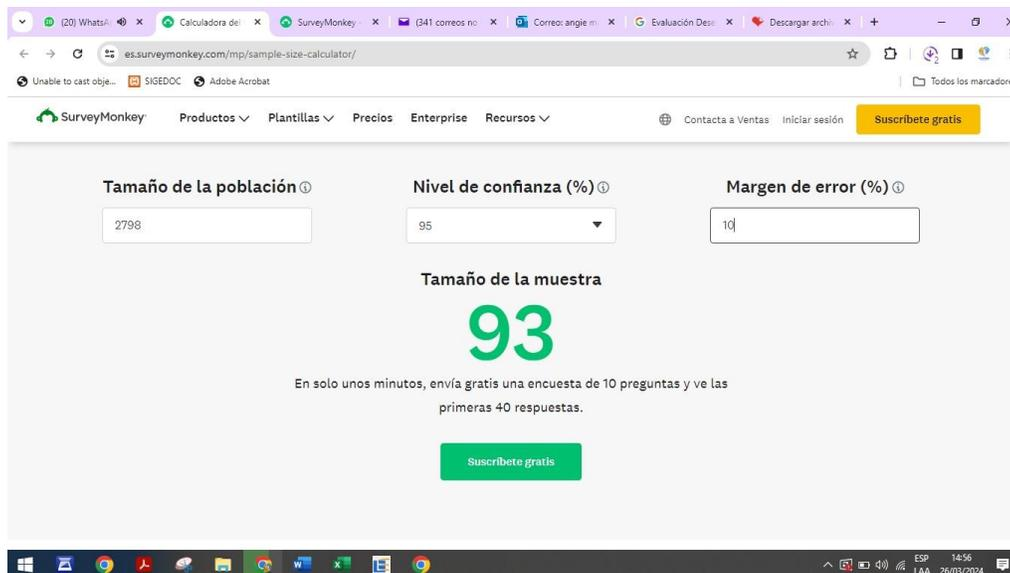 (20) WhatsA
Calculadora del
SurveyMonkey -
(341 correos no
Correo: angie m
Evaluación Dese
Descargar archi
es.surveymonkey.com/mp/sample-size-calculator/
2
Unable to cast obje... SIGEDOC Adobe Acrobat Todos los marcadore
SurveyMonkey Productos Plantillas Precios Enterprise Recursos Contacta a Ventas Iniciar sesión Suscríbete gratis
Tamaño de la población Nivel de confianza (%) Margen de error (%)
2798 95 10
Tamaño de la muestra
93
En solo unos minutos, envía gratis una encuesta de 10 preguntas y ve las
primeras 40 respuestas.
Suscríbete gratis
ESP 14:56
LAA 26/03/2024